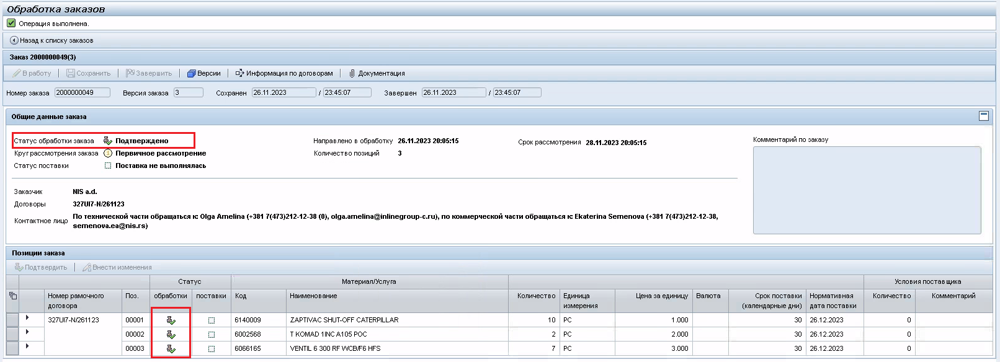 Обработка заказов
Операция выполнена.
Назад к списку заказов
Заказ 2000000049(3)
В работу Сохранить Завершить Версии Информация по договорам Документация
Номер заказа 2000000049 Версия заказа 3 Сохранен 26.11.2023 / 23:45:07 Завершен 26.11.2023 / 23:45:07
Общие данные заказа
Статус обработки заказа Подтверждено Направлено в обработку 26.11.2023 20:05:15 Срок рассмотрения 28.11.2023 20:05:15 Комментарий по заказу
Круг рассмотрения заказа 1 Первичное рассмотрение Количество позиций 3
Статус поставки Поставка не выполнялась
Заказчик NIS a.d.
Договоры 327UI7-N/261123
Контактное лицо По технической части обращаться к: Olga Amelina (+381 7(473)212-12-38 (0), olga.amelina@inlinegroup-c.ru), по коммерческой части обращаться к: Ekaterina Semenova (+381 7(473)212-12-38,
semenova.ea@nis.rs)
Позиции заказа
Подтвердить Внести изменения
Статус Материал/Услуга Условия поставщика
Номер рамочного Поз. обработки поставки Код Наименование Количество Единица Цена за единицу Валюта Срок поставки Нормативная Количество Комментарий
договора измерения (календарные дни) дата поставки
327UI7-N/261123 00001 6140009 ZAPTIVAC SHUT-OFF CATERPILLAR 10 PC 1.000 30 26.12.2023 0
00002 6002568 T KOMAD 1INC A105 POC 2 PC 2.000 30 26.12.2023 0
00003 6066165 VENTIL 6 300 RF WCB/F6 HFS 7 PC 3.000 30 26.12.2023 0